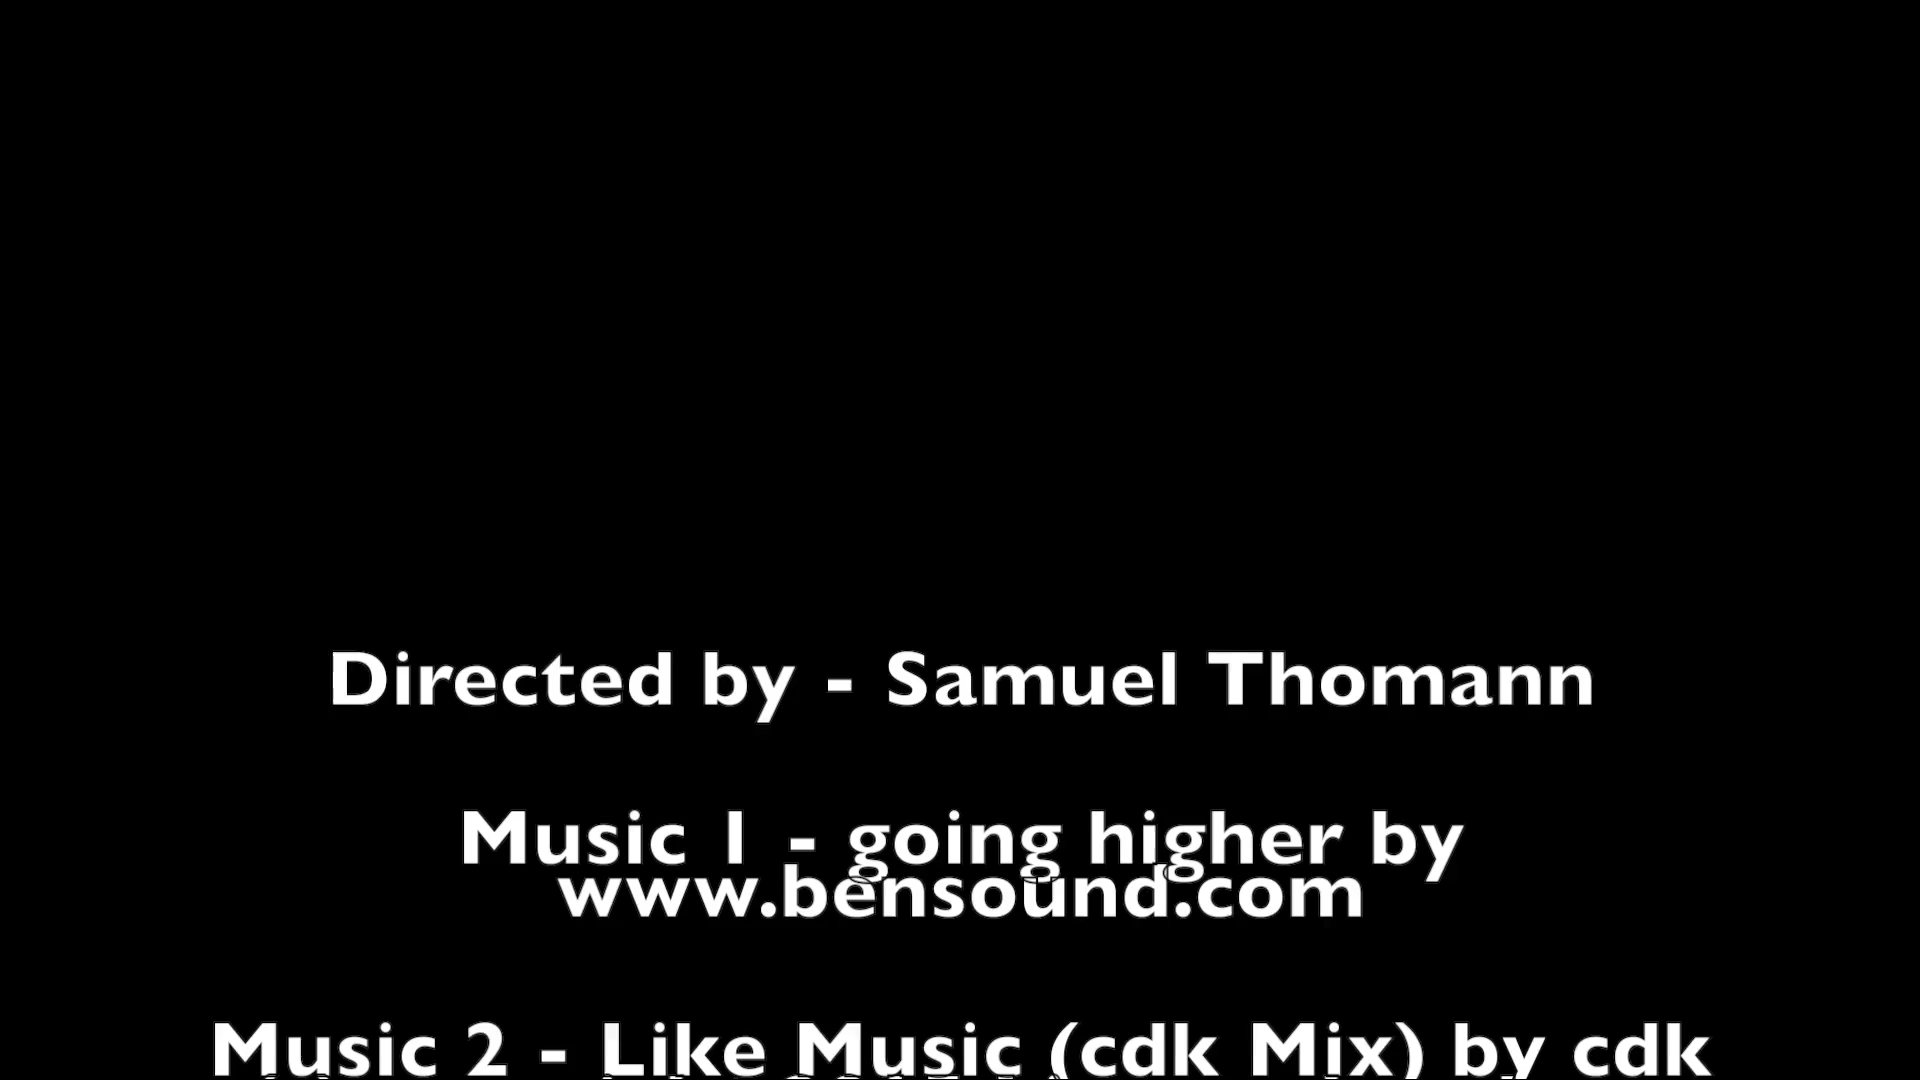 Directed by - Samuel Thomann
Music 1 - going higher by
www.bensound.com
Music 2 - Like Music (cdk Mix) by cdk